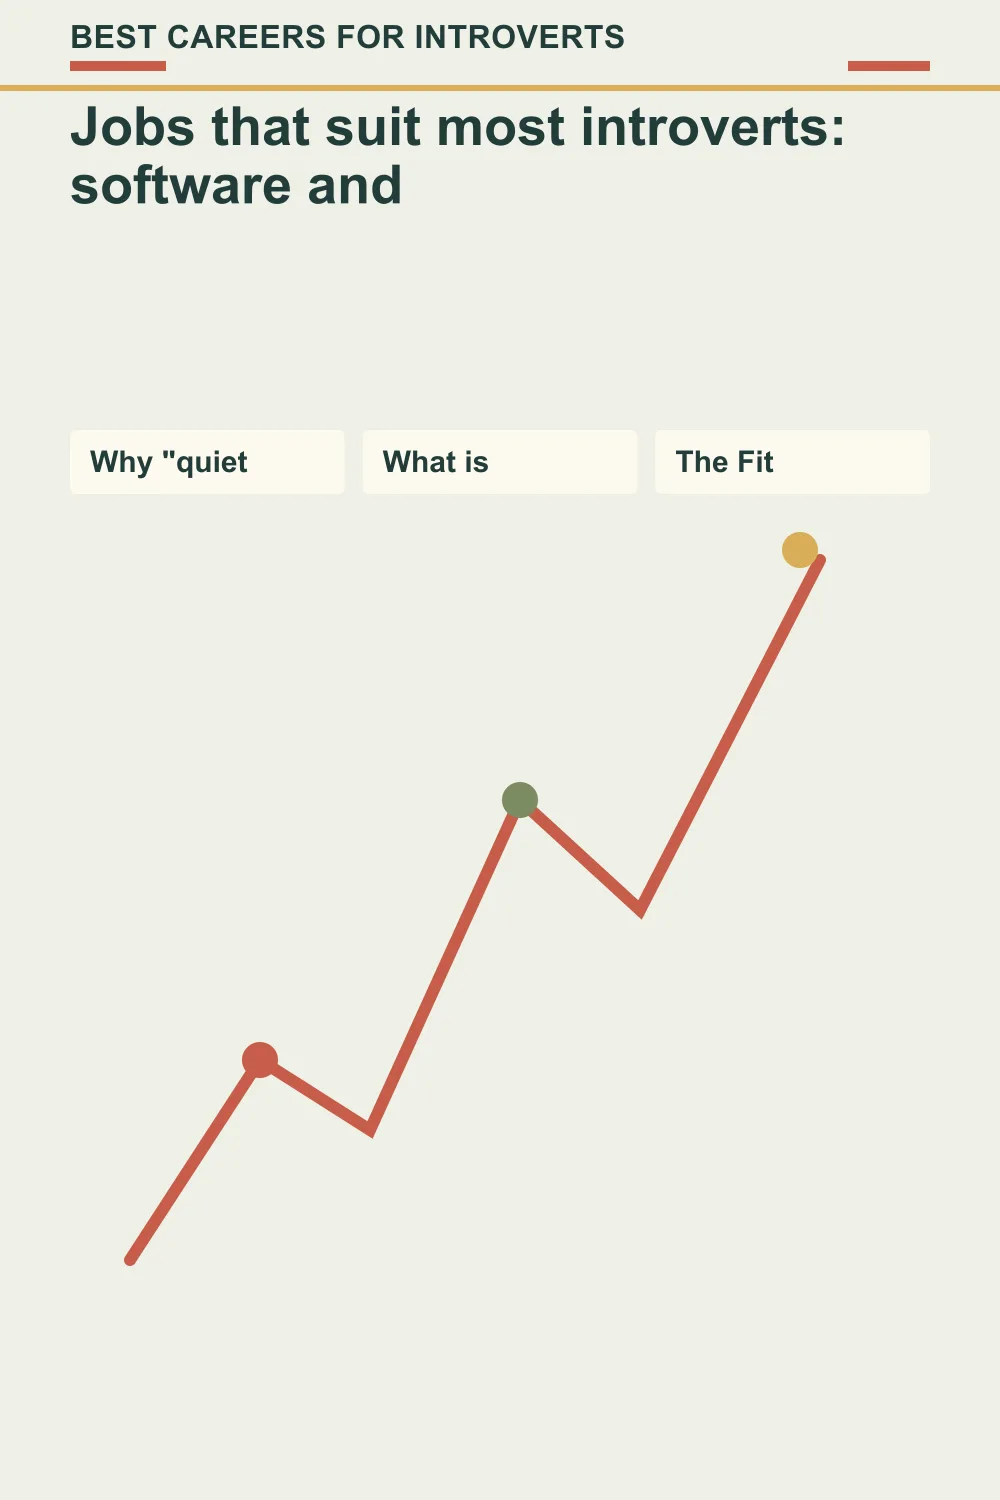 BEST CAREERS FOR INTROVERTS
Jobs that suit most introverts:
software and
Why "quiet
What is
The Fit